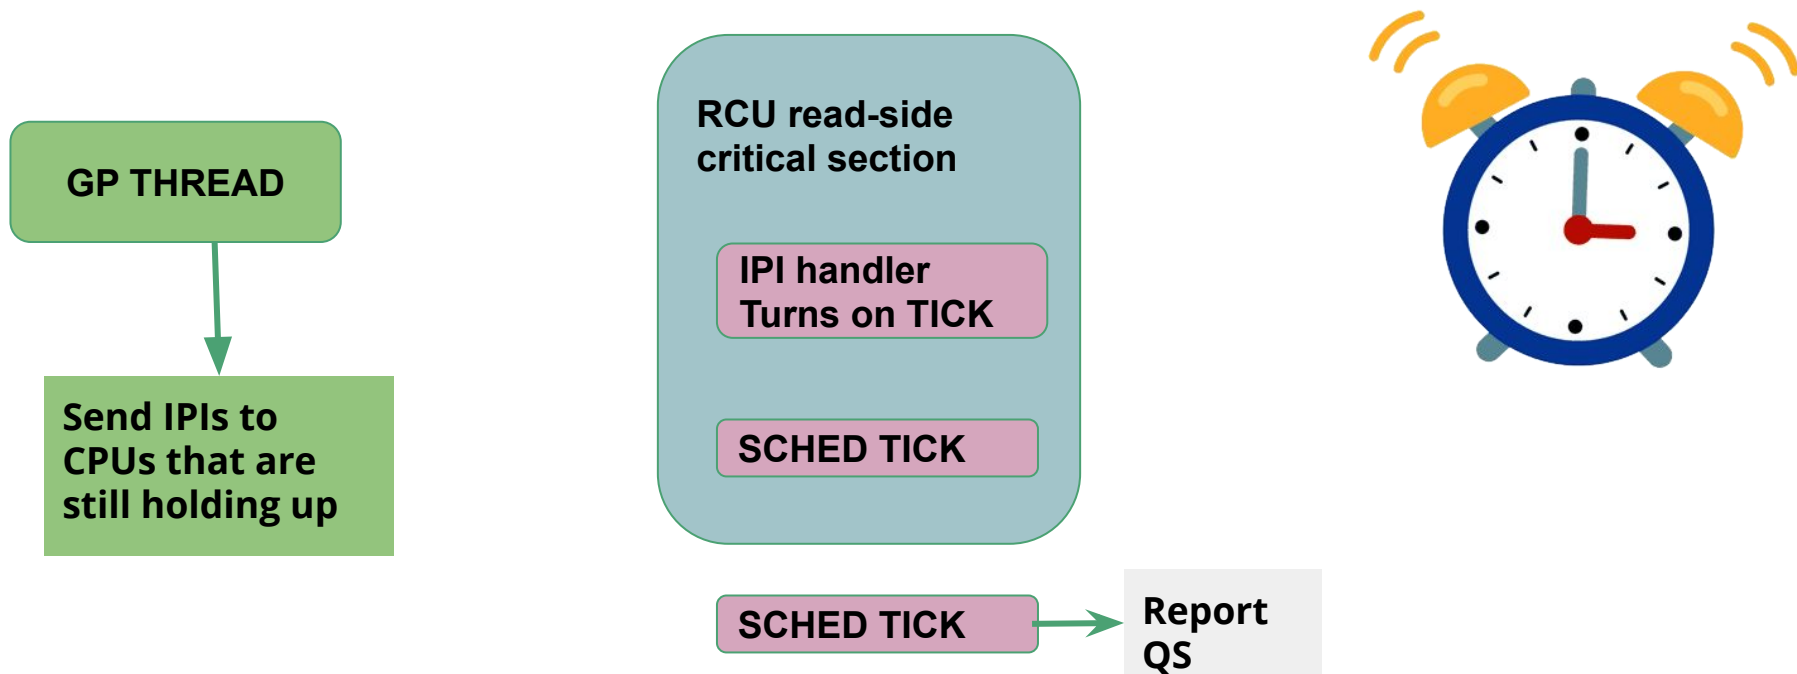 GP THREAD
Send IPIs to
CPUs that are
still holding up
RCU read-side
critical section
IPI handler
Turns on TICK
SCHED TICK
SCHED TICK
Report
QS